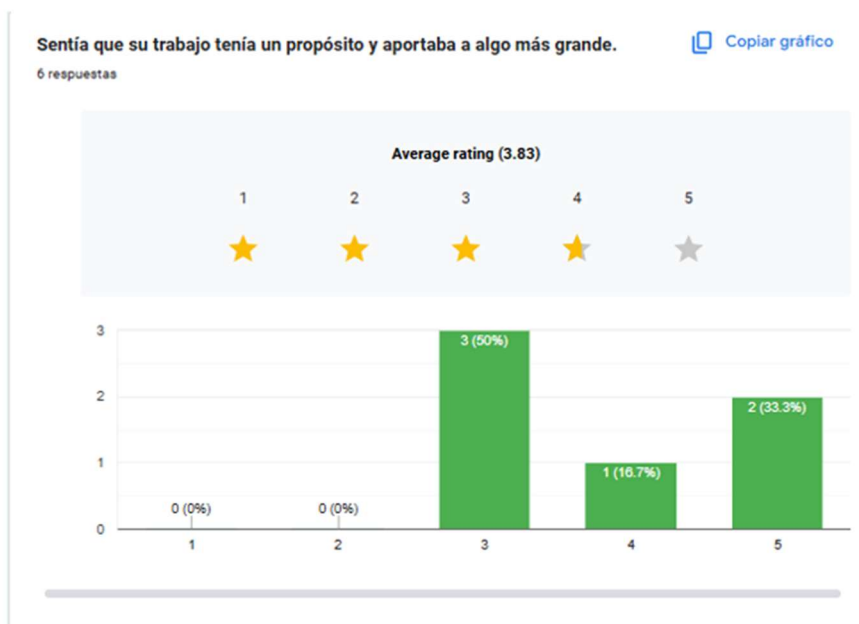 Sentía que su trabajo tenía un propósito y aportaba a algo más grande.
Copiar gráfico
6 respuestas
Average rating (3.83)
1 2 3 4 5
3
3 (50%)
2
2 (33.3%)
1
1 (16.7%)
0 (0%) 0 (0%)
0
1 2 3 4 5